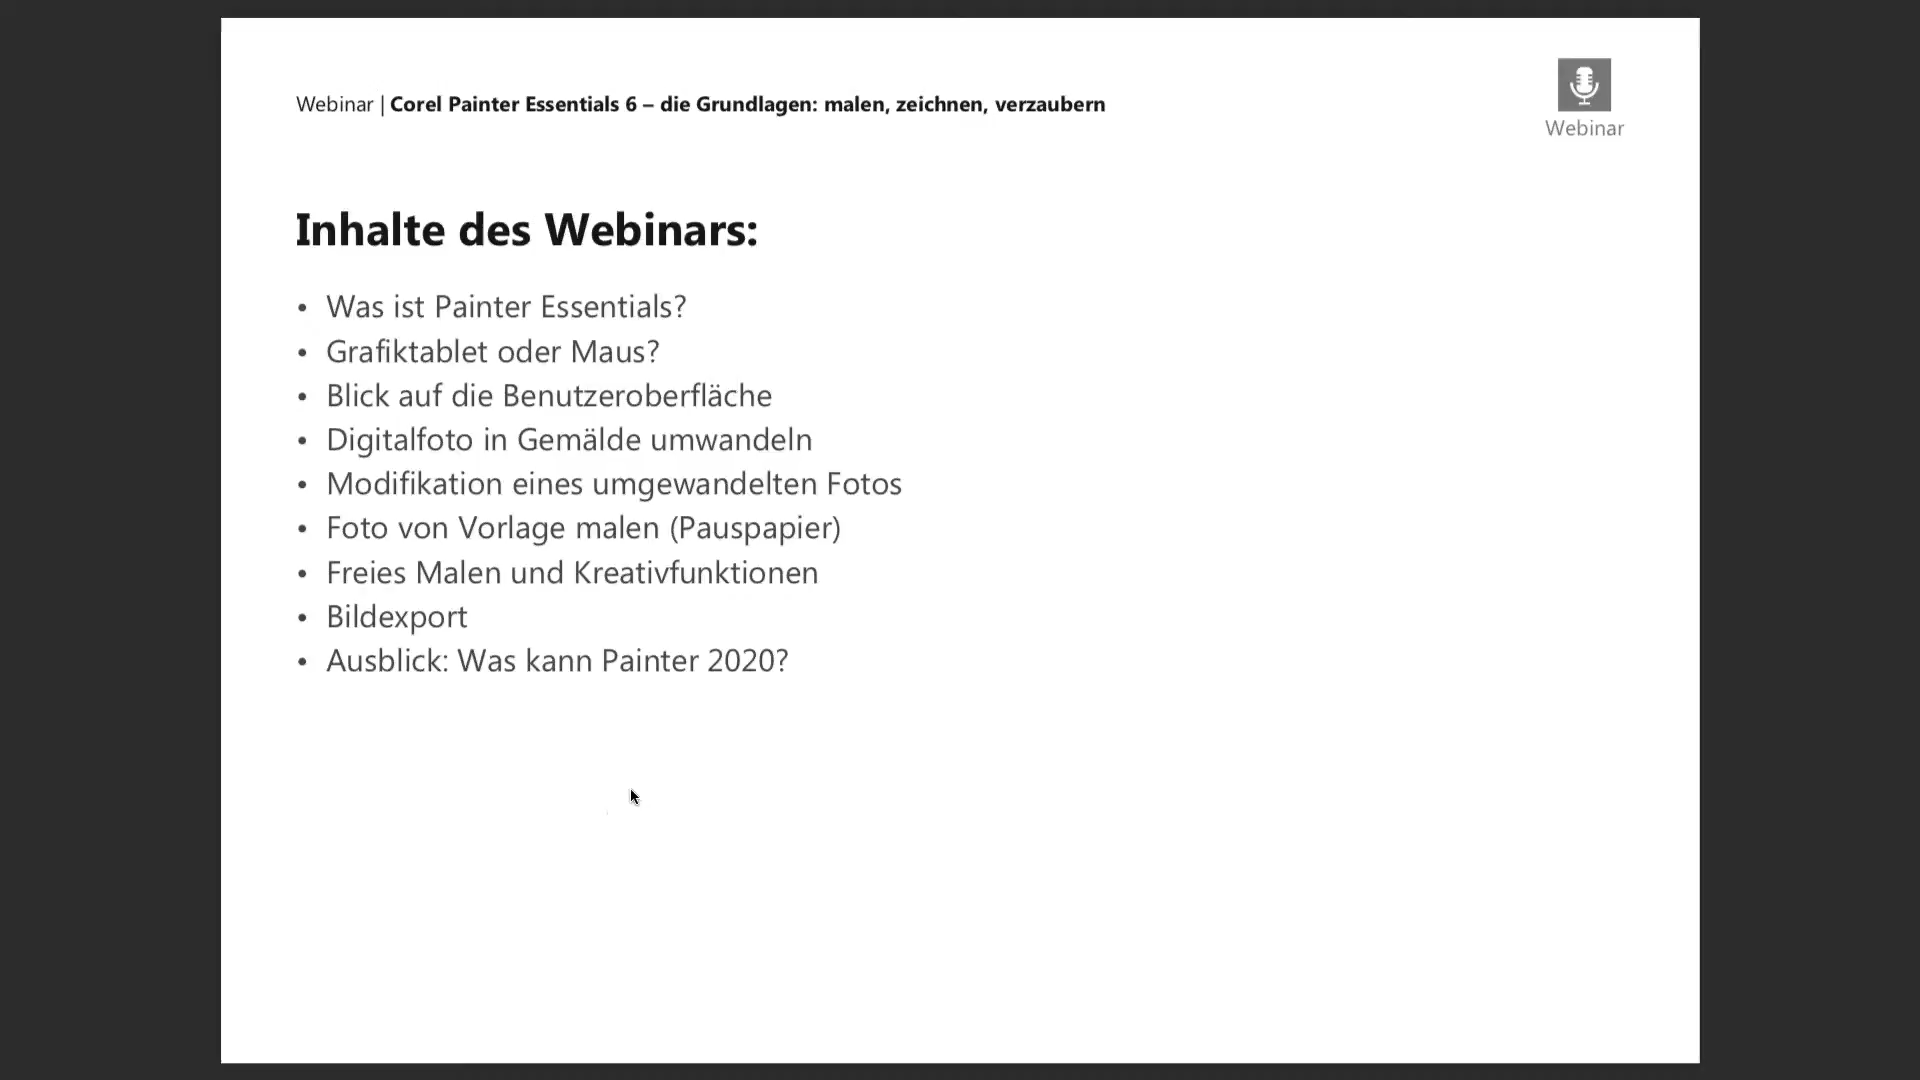 Webinar | Corel Painter Essentials 6 – die Grundlagen: malen, zeichnen, verzaubern
Webinar
Inhalte des Webinars:
• Was ist Painter Essentials?
• Grafiktablet oder Maus?
• Blick auf die Benutzeroberfläche
• Digitalfoto in Gemälde umwandeln
• Modifikation eines umgewandelten Fotos
• Foto von Vorlage malen (Pauspapier)
• Freies Malen und Kreativfunktionen
• Bildexport
• Ausblick: Was kann Painter 2020?